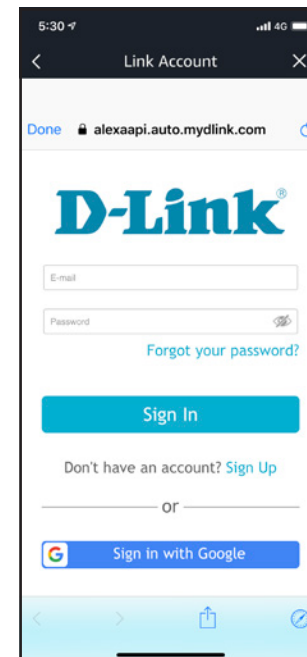 5:30 4G
Link Account
Done alexaapi.auto.mydlink.com
D-Link®
E-mail
Password
Forgot your password?
Sign In
Don't have an account? Sign Up
or
G Sign in with Google